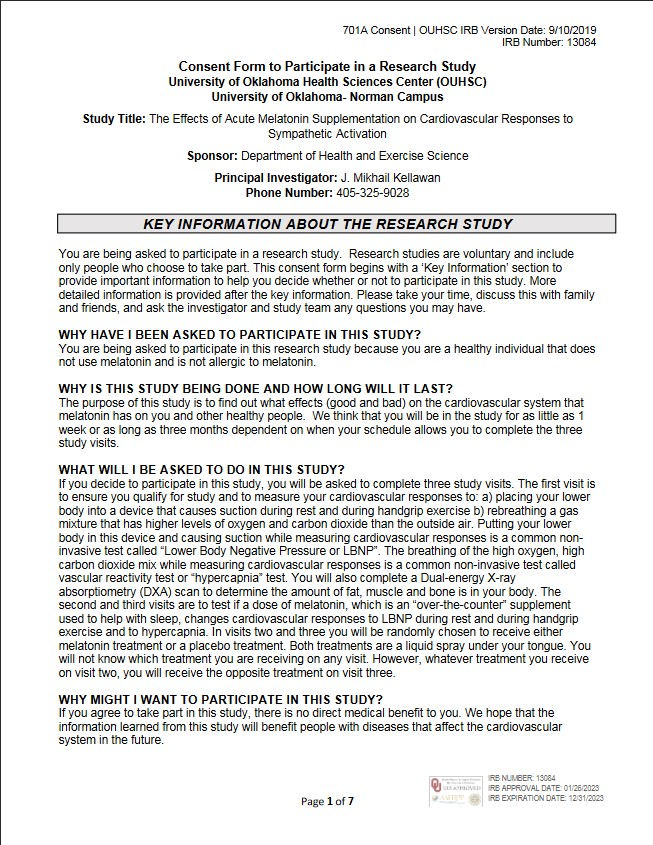 701A Consent | OUHSC IRB Version Date: 9/10/2019
IRB Number: 13084
Consent Form to Participate in a Research Study
University of Oklahoma Health Sciences Center (OUHSC)
University of Oklahoma- Norman Campus
Study Title: The Effects of Acute Melatonin Supplementation on Cardiovascular Responses to
Sympathetic Activation
Sponsor: Department of Health and Exercise Science
Principal Investigator: J. Mikhail Kellawan
Phone Number: 405-325-9028
KEY INFORMATION ABOUT THE RESEARCH STUDY
You are being asked to participate in a research study.  Research studies are voluntary and include
only people who choose to take part. This consent form begins with a ‘Key Information’ section to
provide important information to help you decide whether or not to participate in this study. More
detailed information is provided after the key information. Please take your time, discuss this with family
and friends, and ask the investigator and study team any questions you may have.
WHY HAVE I BEEN ASKED TO PARTICIPATE IN THIS STUDY?
You are being asked to participate in this research study because you are a healthy individual that does
not use melatonin and is not allergic to melatonin.
WHY IS THIS STUDY BEING DONE AND HOW LONG WILL IT LAST?
The purpose of this study is to find out what effects (good and bad) on the cardiovascular system that
melatonin has on you and other healthy people.  We think that you will be in the study for as little as 1
week or as long as three months dependent on when your schedule allows you to complete the three
study visits.
WHAT WILL I BE ASKED TO DO IN THIS STUDY?
If you decide to participate in this study, you will be asked to complete three study visits. The first visit is
to ensure you qualify for study and to measure your cardiovascular responses to: a) placing your lower
body into a device that causes suction during rest and during handgrip exercise b) rebreathing a gas
mixture that has higher levels of oxygen and carbon dioxide than the outside air. Putting your lower
body in this device and causing suction while measuring cardiovascular responses is a common non-
invasive test called “Lower Body Negative Pressure or LBNP”. The breathing of the high oxygen, high
carbon dioxide mix while measuring cardiovascular responses is a common non-invasive test called
vascular reactivity test or “hypercapnia” test. You will also complete a Dual-energy X-ray
absorptiometry (DXA) scan to determine the amount of fat, muscle and bone is in your body. The
second and third visits are to test if a dose of melatonin, which is an “over-the-counter” supplement
used to help with sleep, changes cardiovascular responses to LBNP during rest and during handgrip
exercise and to hypercapnia. In visits two and three you will be randomly chosen to receive either
melatonin treatment or a placebo treatment. Both treatments are a liquid spray under your tongue. You
will not know which treatment you are receiving on any visit. However, whatever treatment you receive
on visit two, you will receive the opposite treatment on visit three.
WHY MIGHT I WANT TO PARTICIPATE IN THIS STUDY?
If you agree to take part in this study, there is no direct medical benefit to you. We hope that the
information learned from this study will benefit people with diseases that affect the cardiovascular
system in the future.
IRB NUMBER: 13084
IRB APPROVAL DATE: 01/26/2023
IRB EXPIRATION DATE: 12/31/2023
Page 1 of 7